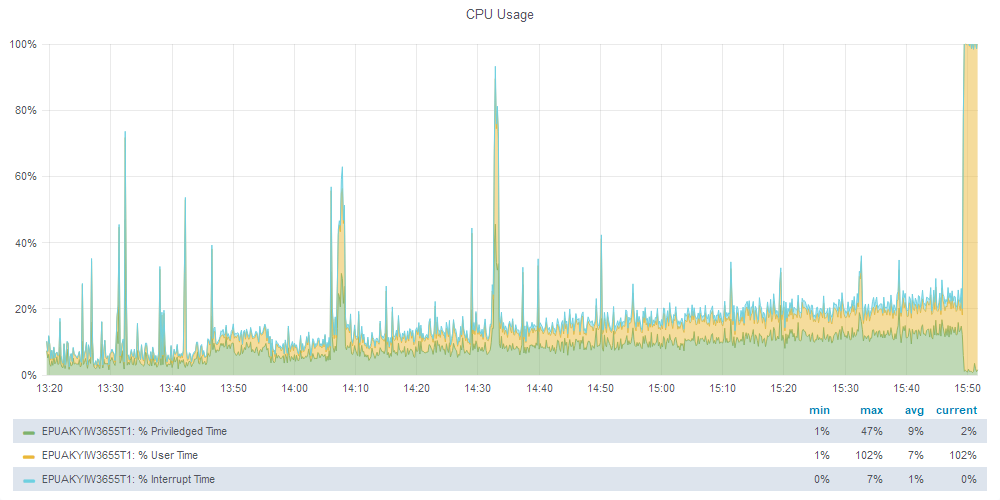 CPU Usage
100%
80%
60%
40%
20%
0%
13:20 13:30 13:40 13:50 14:00 14:10 14:20 14:30 14:40 14:50 15:00 15:10 15:20 15:30 15:40 15:50
min max avg current
EPUAKYIW3655T1: % Priviledged Time 1% 47% 9% 2%
EPUAKYIW3655T1: % User Time 1% 102% 7% 102%
EPUAKYIW3655T1: % Interrupt Time 0% 7% 1% 0%